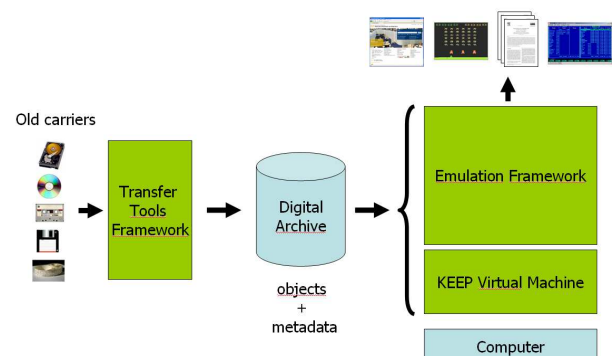 Old carriers
Transfer
Tools
Framework
Digital
Archive
objects
+
metadata
Emulation Framework
KEEP Virtual Machine
Computer